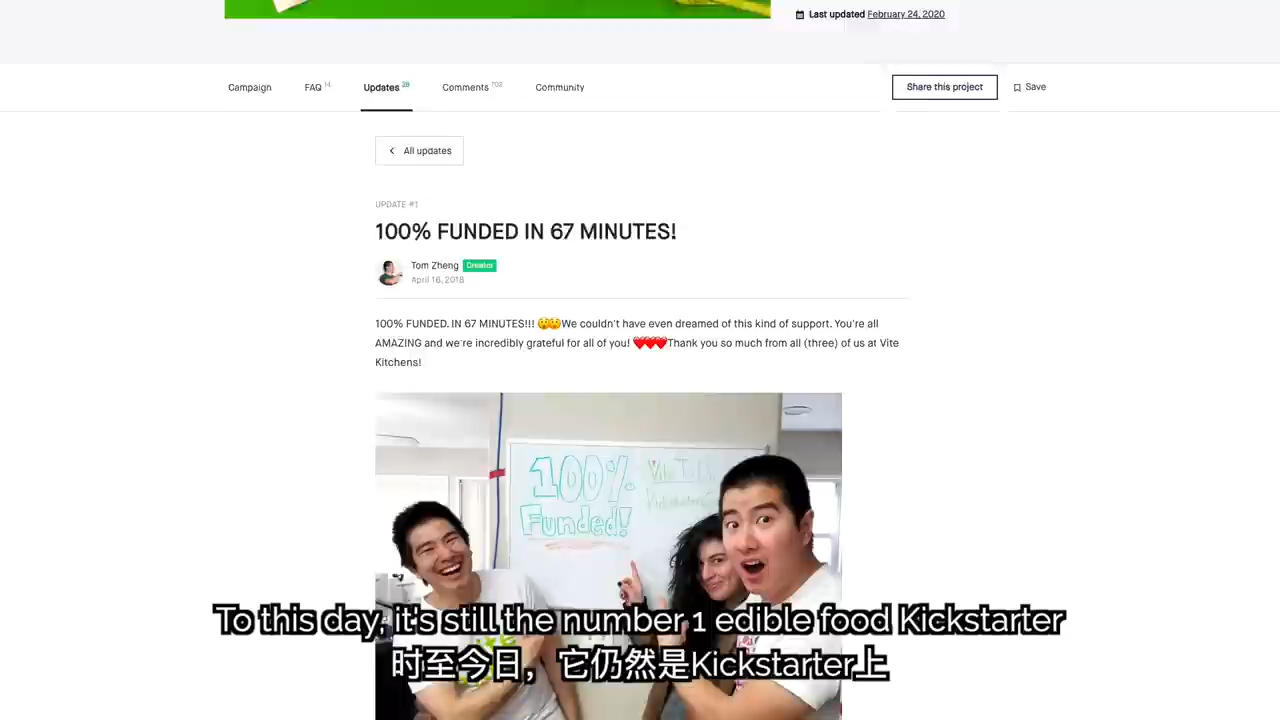 Last updated February 24, 2020
Campaign FAQ 14 Updates 28 Comments 702 Community Share this project Save
All updates
UPDATE #1
100% FUNDED IN 67 MINUTES!
Tom Zheng Creator
April 16, 2018
100% FUNDED. IN 67 MINUTES!!! 😲😲We couldn't have even dreamed of this kind of support. You're all
AMAZING and we're incredibly grateful for all of you! ❤️❤️❤️Thank you so much from all (three) of us at Vite
Kitchens!
100%
Funded!
To this day, it's still the number 1 edible food Kickstarter
时至今日，它仍然是Kickstarter上